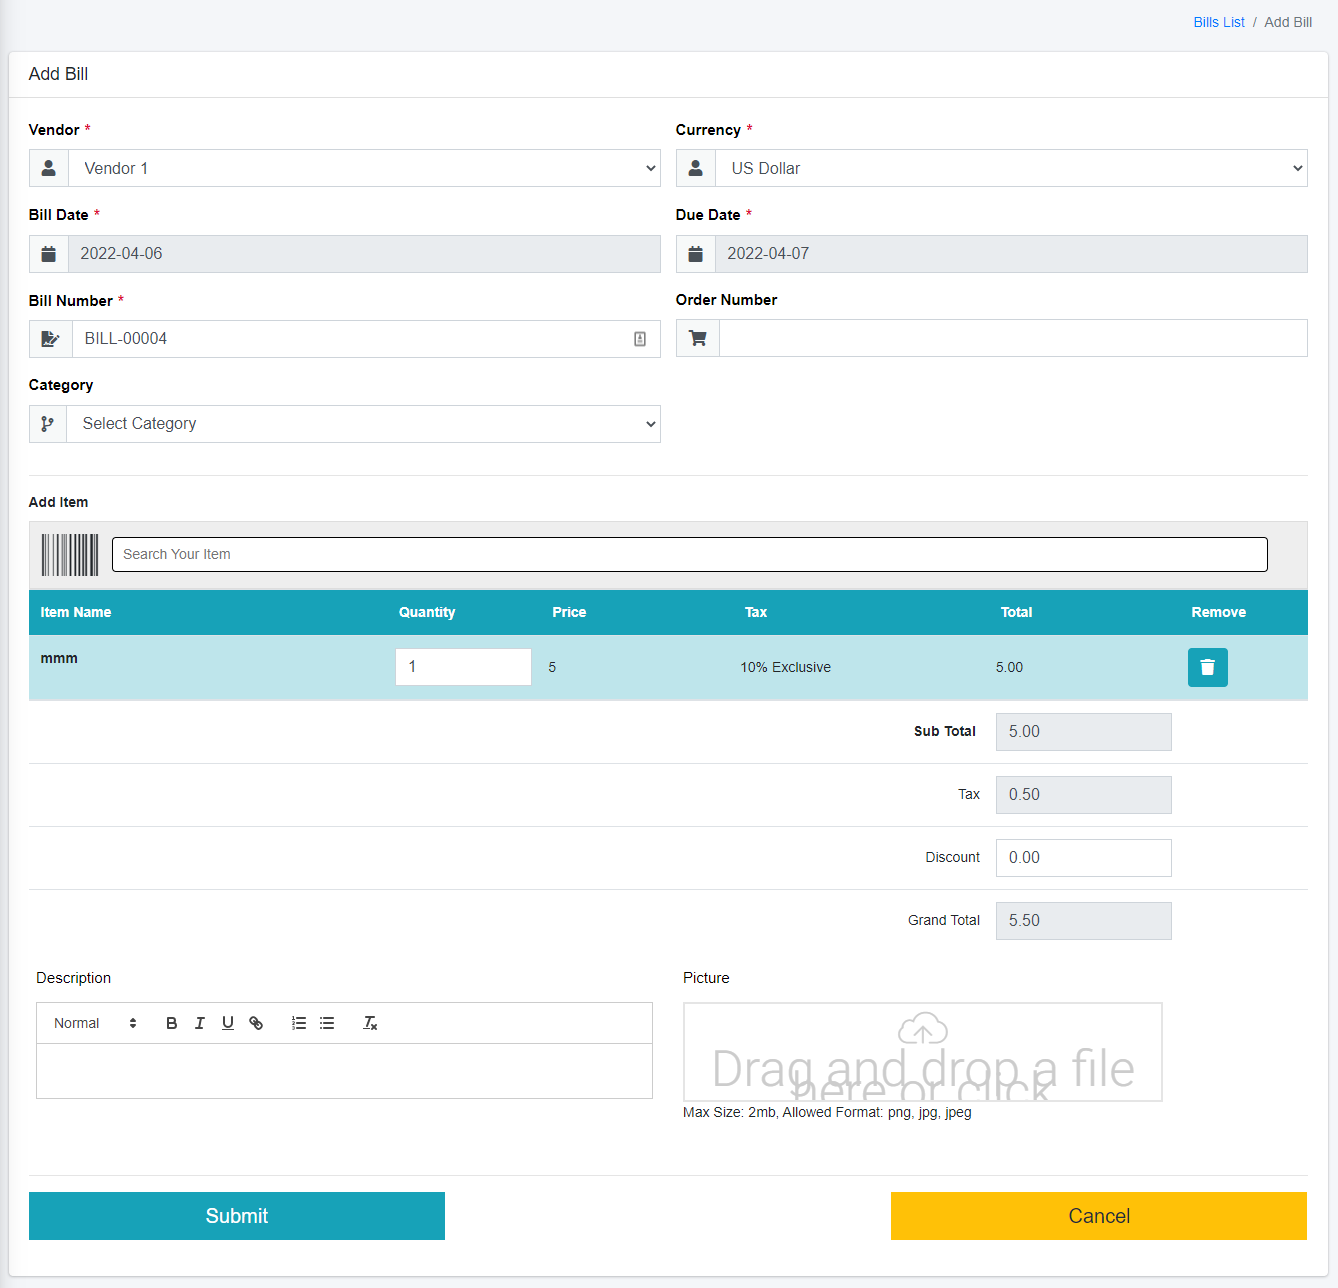 Bills List / Add Bill
Add Bill
Vendor *
Currency *
Vendor 1
US Dollar
Bill Date *
Due Date *
2022-04-06
2022-04-07
Bill Number *
Order Number
BILL-00004
Category
Select Category
Add Item
Search Your Item
Item Name Quantity Price Tax Total Remove
mmm 1 5 10% Exclusive 5.00
Sub Total 5.00
Tax 0.50
Discount 0.00
Grand Total 5.50
Description
Picture
Normal B I U
Drag and drop a file
here or click
Max Size: 2mb, Allowed Format: png, jpg, jpeg
Submit
Cancel